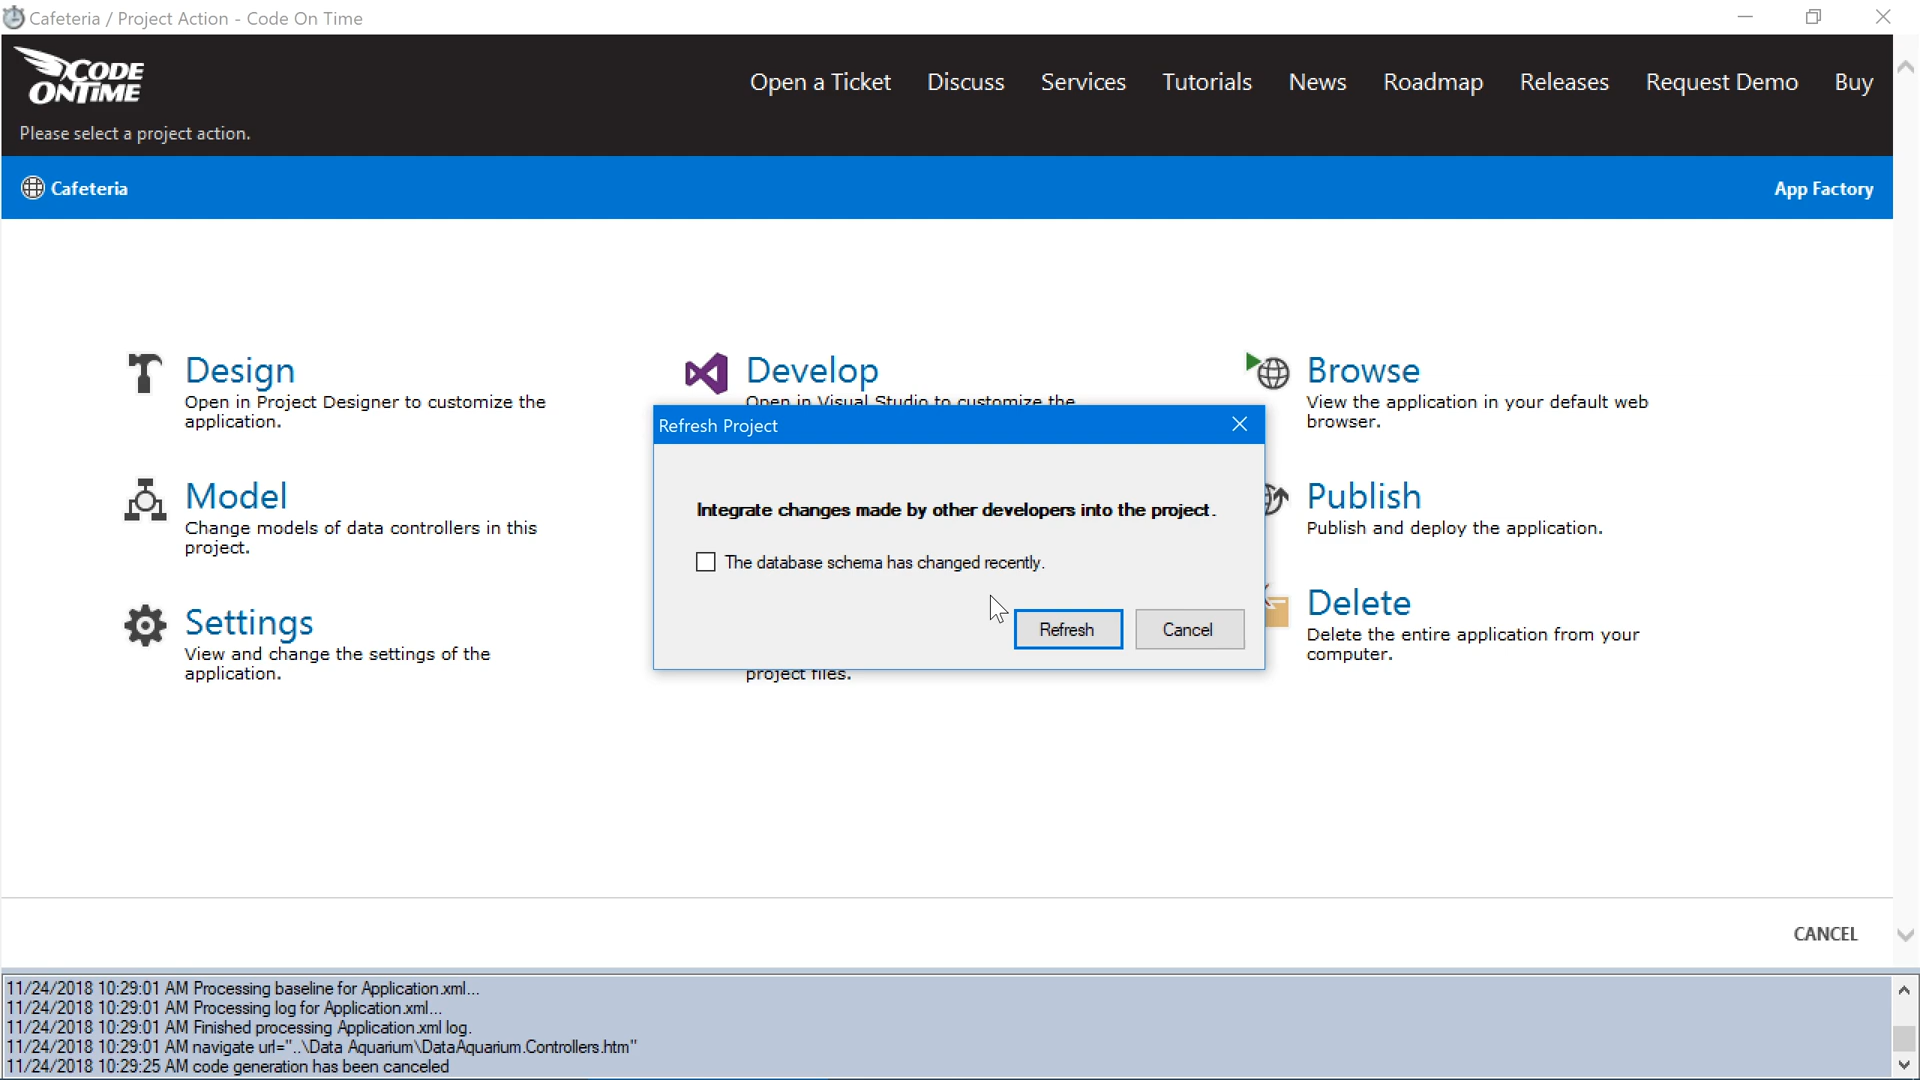 Cafeteria / Project Action - Code On Time
CODE
ONTIME
Open a Ticket Discuss Services Tutorials News Roadmap Releases Request Demo Buy
Please select a project action.
Cafeteria
App Factory
Design
Open in Project Designer to customize the
application.
Model
Change models of data controllers in this
project.
Settings
View and change the settings of the
application.
Develop
Open in Visual Studio to customize the
Refresh Project
Integrate changes made by other developers into the project.
The database schema has changed recently.
Refresh
Cancel
project files.
Browse
View the application in your default web
browser.
Publish
Publish and deploy the application.
Delete
Delete the entire application from your
computer.
CANCEL
11/24/2018 10:29:01 AM Processing baseline for Application.xml...
11/24/2018 10:29:01 AM Processing log for Application.xml...
11/24/2018 10:29:01 AM Finished processing Application.xml log.
11/24/2018 10:29:01 AM navigate url="..\Data Aquarium\DataAquarium.Controllers.htm"
11/24/2018 10:29:25 AM code generation has been canceled